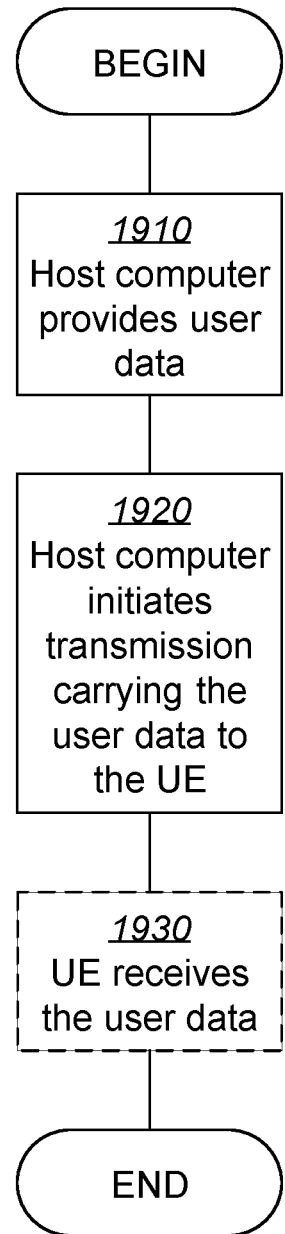 BEGIN
1910
Host computer
provides user
data
1920
Host computer
initiates
transmission
carrying the
user data to
the UE
1930
UE receives
the user data
END